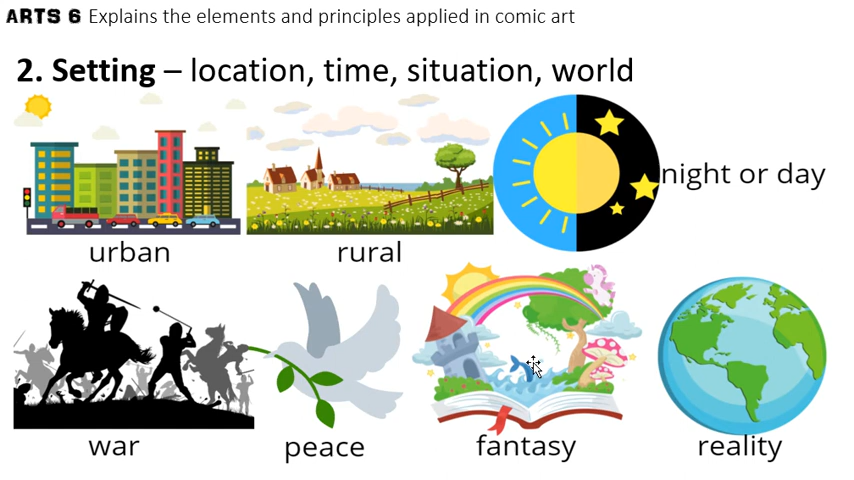 ARTS 6 Explains the elements and principles applied in comic art
2. Setting – location, time, situation, world
night or day
urban
rural
war
peace
fantasy
reality